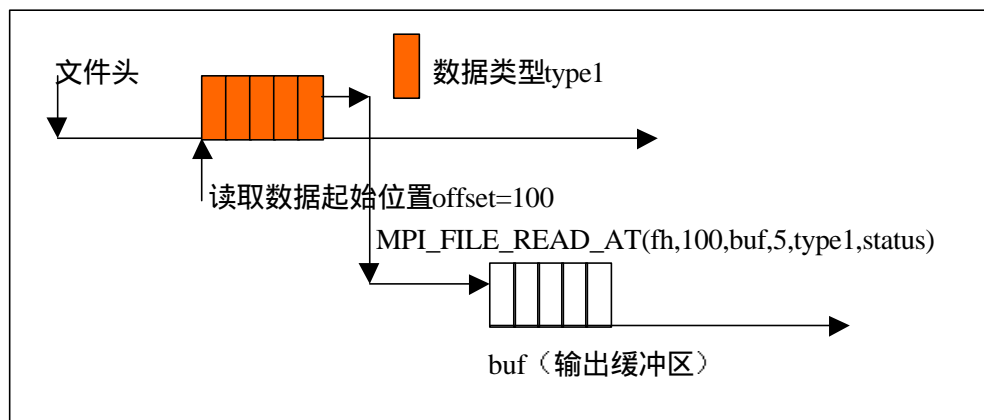 文件头
数据类型type1
读取数据起始位置offset=100
MPI_FILE_READ_AT(fh,100,buf,5,type1,status)
buf（输出缓冲区）